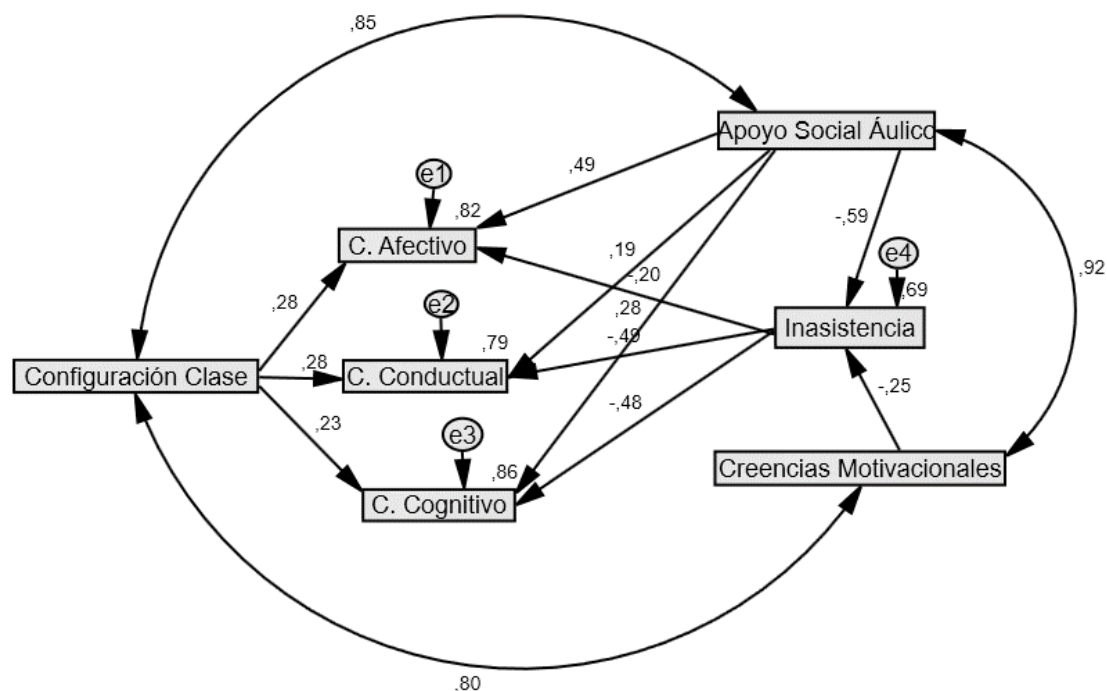 ,85
Apoyo Social Áulico
e1
,49
,82
C. Afectivo
-,59
,19
e4
-,20
,92
,69
,28
e2
,28
Inasistencia
,79
-,49
Configuración Clase
,28
C. Conductual
-,25
-,48
,23
e3
Creencias Motivacionales
,86
C. Cognitivo
,80